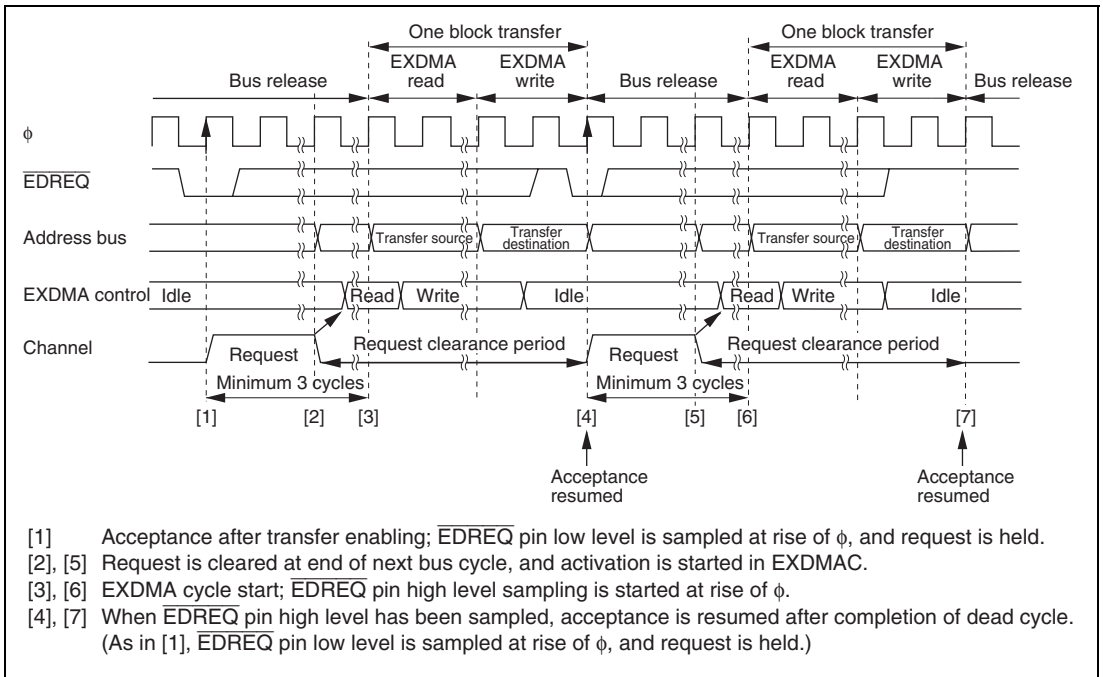 One block transfer One block transfer
EXDMA EXDMA EXDMA EXDMA
Bus release read write Bus release read write Bus release
φ
EDREQ
Address bus Transfer source Transfer destination Transfer source Transfer destination
EXDMA control Idle Read Write Idle Read Write Idle
Channel Request Request clearance period Request Request clearance period
Minimum 3 cycles Minimum 3 cycles
[1] [2] [3] [4] [5] [6] [7]
Acceptance resumed Acceptance resumed
[1] Acceptance after transfer enabling; EDREQ pin low level is sampled at rise of φ, and request is held.
[2], [5] Request is cleared at end of next bus cycle, and activation is started in EXDMAC.
[3], [6] EXDMA cycle start; EDREQ pin high level sampling is started at rise of φ.
[4], [7] When EDREQ pin high level has been sampled, acceptance is resumed after completion of dead cycle.
(As in [1], EDREQ pin low level is sampled at rise of φ, and request is held.)